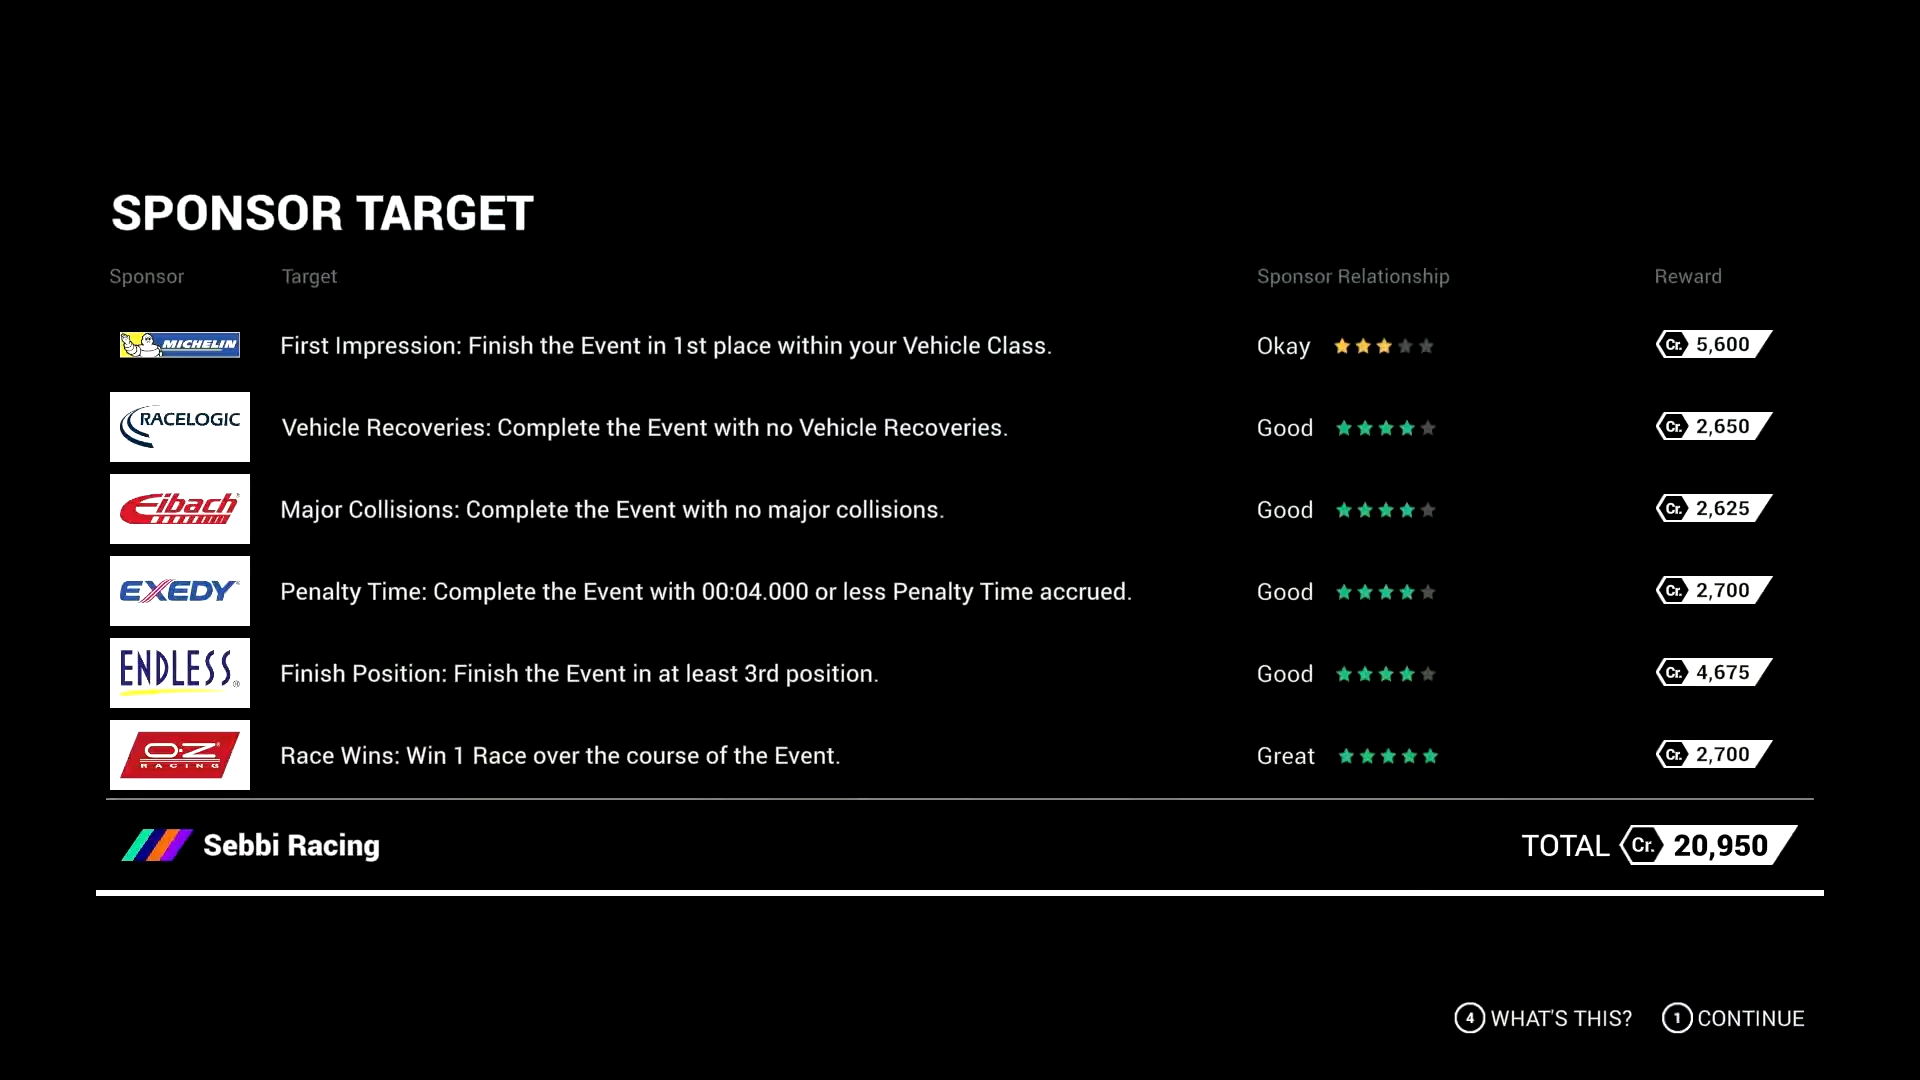 SPONSOR TARGET
Sponsor Target Sponsor Relationship Reward
MICHELIN First Impression: Finish the Event in 1st place within your Vehicle Class. Okay Cr. 5,600
RACELOGIC Vehicle Recoveries: Complete the Event with no Vehicle Recoveries. Good Cr. 2,650
Eibach Major Collisions: Complete the Event with no major collisions. Good Cr. 2,625
EXEDY Penalty Time: Complete the Event with 00:04.000 or less Penalty Time accrued. Good Cr. 2,700
ENDLESS® Finish Position: Finish the Event in at least 3rd position. Good Cr. 4,675
O·Z RACING Race Wins: Win 1 Race over the course of the Event. Great Cr. 2,700
Sebbi Racing TOTAL Cr. 20,950
4 WHAT'S THIS? 1 CONTINUE